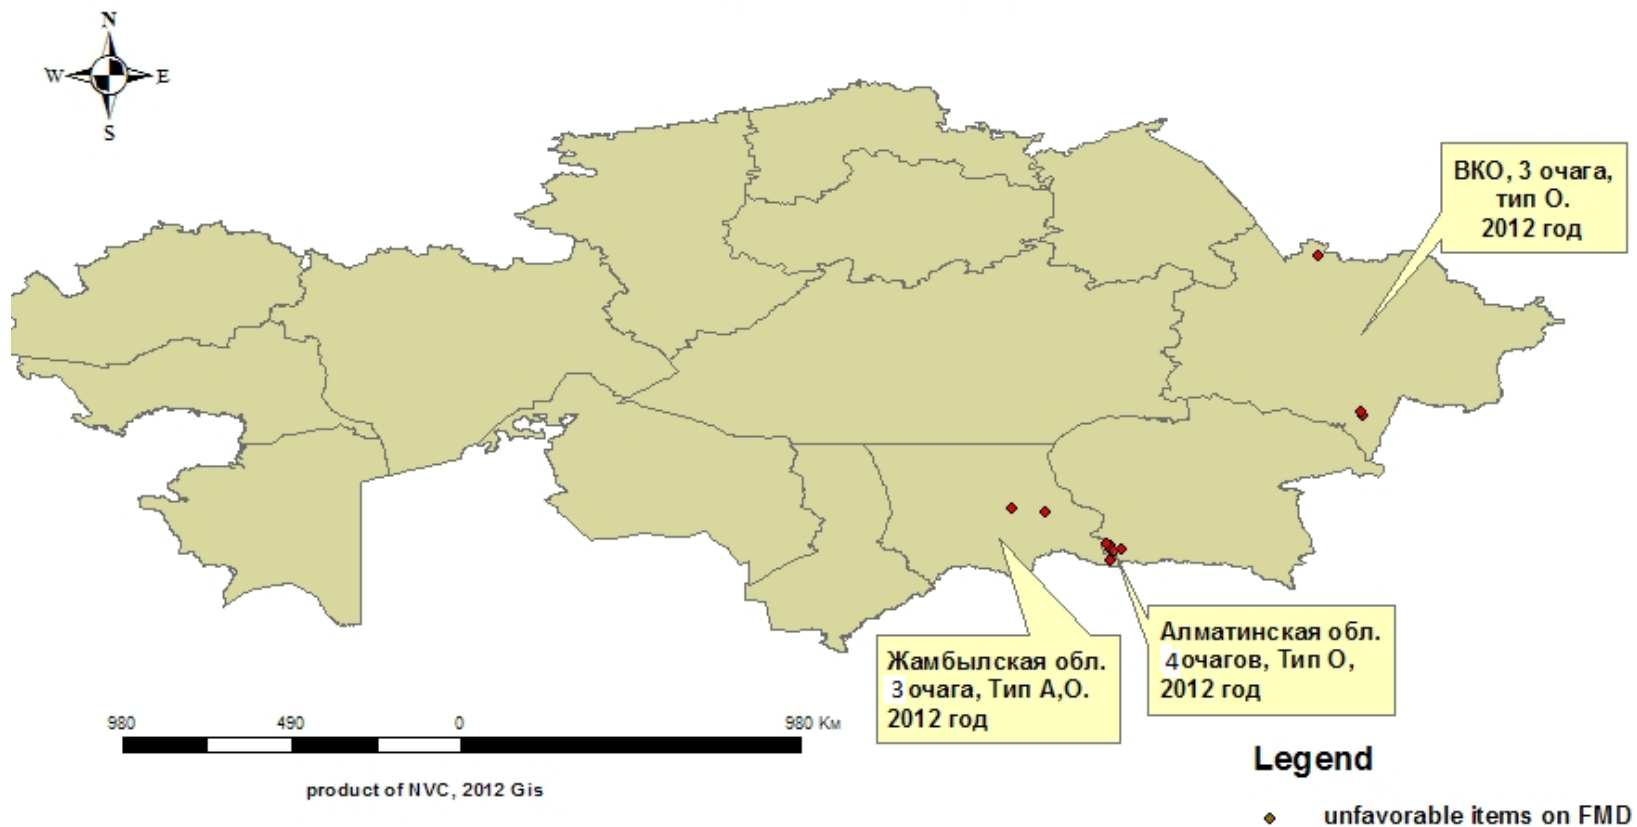 N
W E
S
ВКО, 3 очага,
тип О.
2012 год
Алматинская обл.
4очагов, Тип О,
2012 год
Жамбылская обл.
3 очага, Тип А,О.
2012 год
980 490 0 980 Км
product of NVC, 2012 Gis
Legend
unfavorable items on FMD